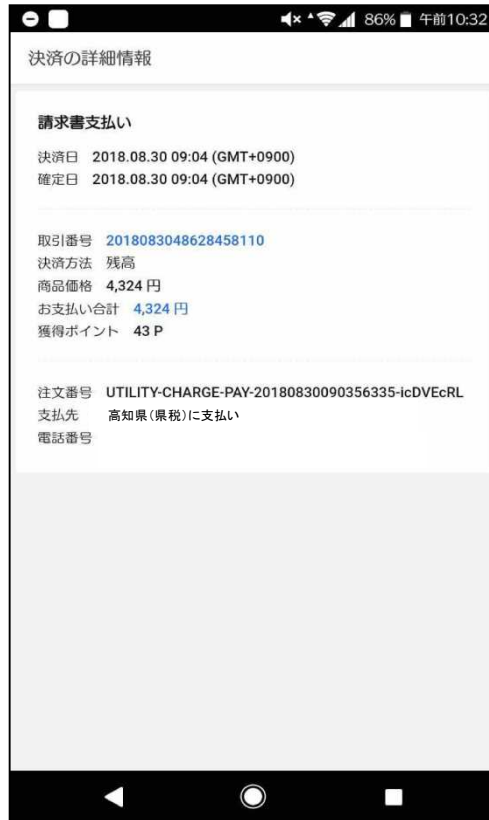 86% 午前10:32
決済の詳細情報
請求書支払い
決済日 2018.08.30 09:04 (GMT+0900)
確定日 2018.08.30 09:04 (GMT+0900)
取引番号 2018083048628458110
決済方法 残高
商品価格 4,324 円
お支払い合計 4,324 円
獲得ポイント 43 P
注文番号 UTILITY-CHARGE-PAY-20180830090356335-icDVEcRL
支払先 高知県(県税)に支払い
電話番号